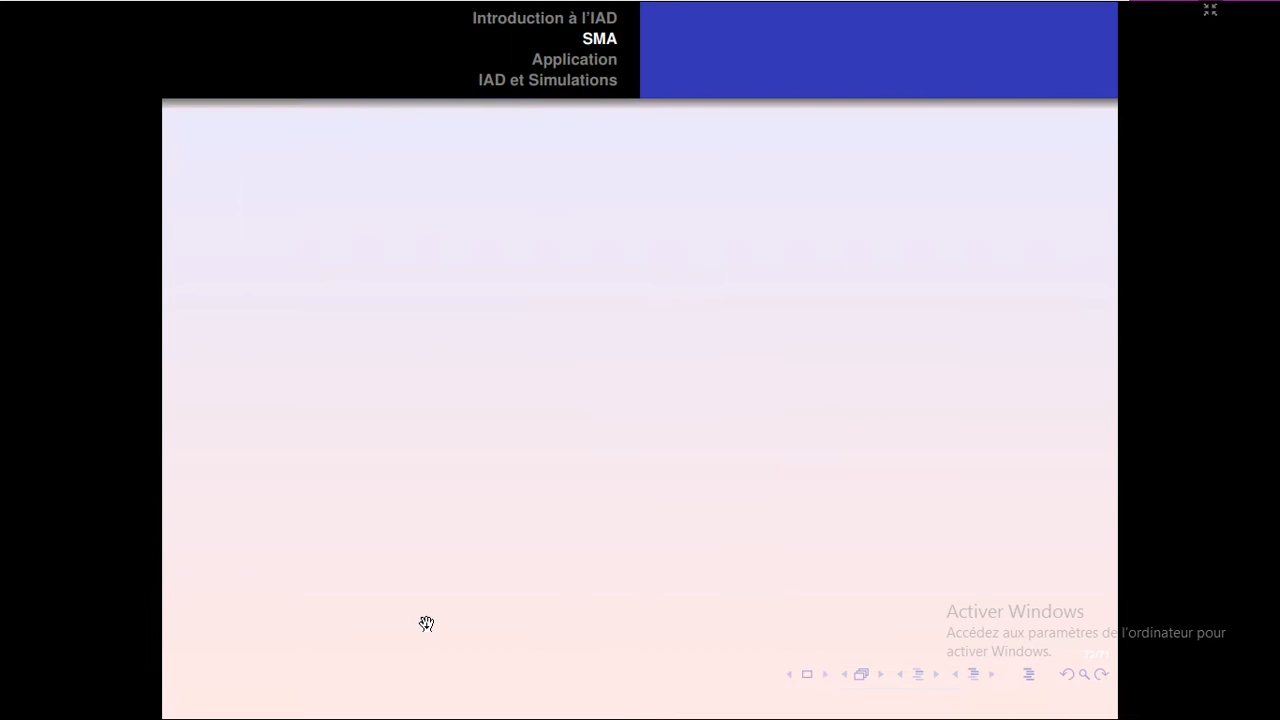 Introduction à l'IAD
SMA
Application
IAD et Simulations
Activer Windows
Accédez aux paramètres de l'ordinateur pour
activer Windows.